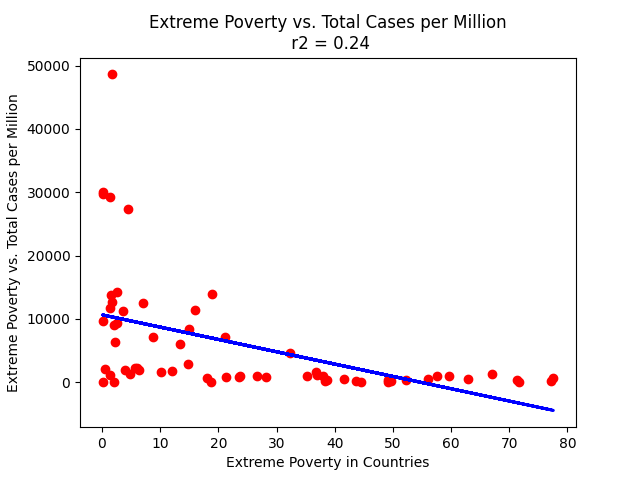 Extreme Poverty vs. Total Cases per Million
r2 = 0.24
Extreme Poverty vs. Total Cases per Million
50000
40000
30000
20000
10000
0
0 10 20 30 40 50 60 70 80
Extreme Poverty in Countries